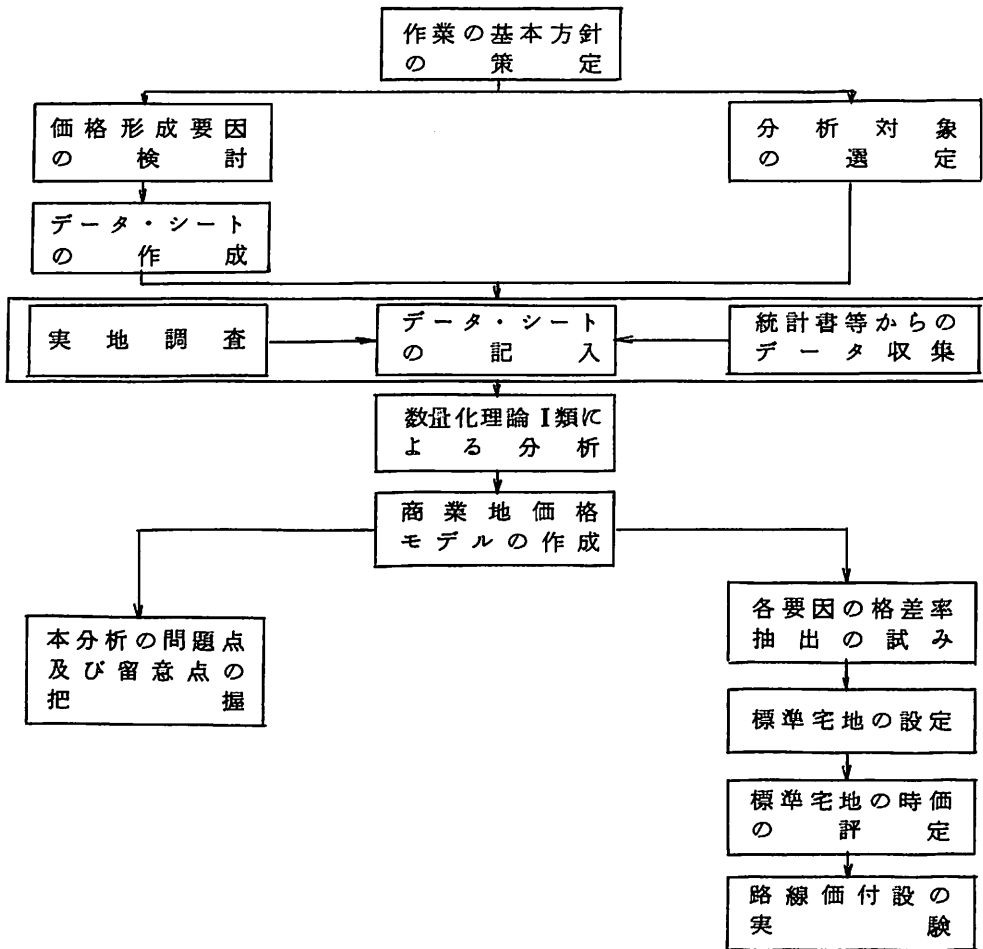 作業の基本方針
の策定
価格形成要因
の検討
分析対象
の選定
データ・シート
の作成
実地調査
データ・シート
の記入
統計書等からの
データ収集
数量化理論Ⅰ類に
よる分析
商業地価格
モデルの作成
本分析の問題点
及び留意点の
把握
各要因の格差率
抽出の試み
標準宅地の設定
標準宅地の時価
の評定
路線価付設の
実験